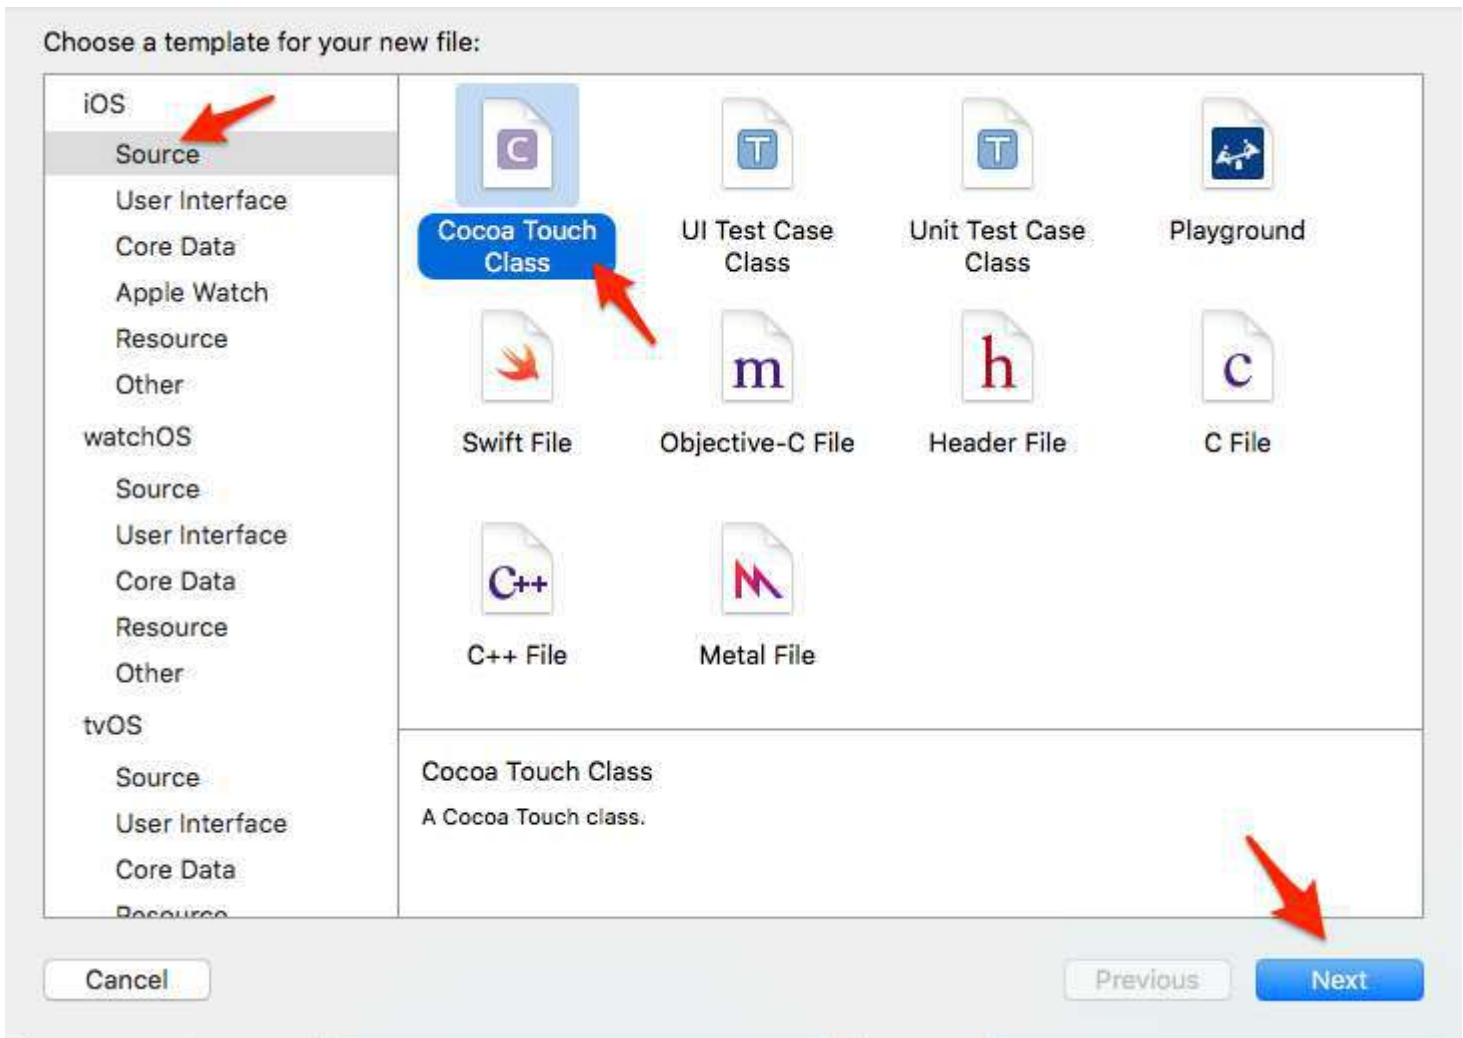 Choose a template for your new file:
iOS
Source
User Interface
Core Data
Apple Watch
Resource
Other
watchOS
Source
User Interface
Core Data
Resource
Other
tvOS
Source
User Interface
Core Data
Resource
C
Cocoa Touch
Class
T
UI Test Case
Class
T
Unit Test Case
Class
Playground
Swift File
m
Objective-C File
h
Header File
c
C File
C++
C++ File
Metal File
Cocoa Touch Class
A Cocoa Touch class.
Cancel
Previous
Next